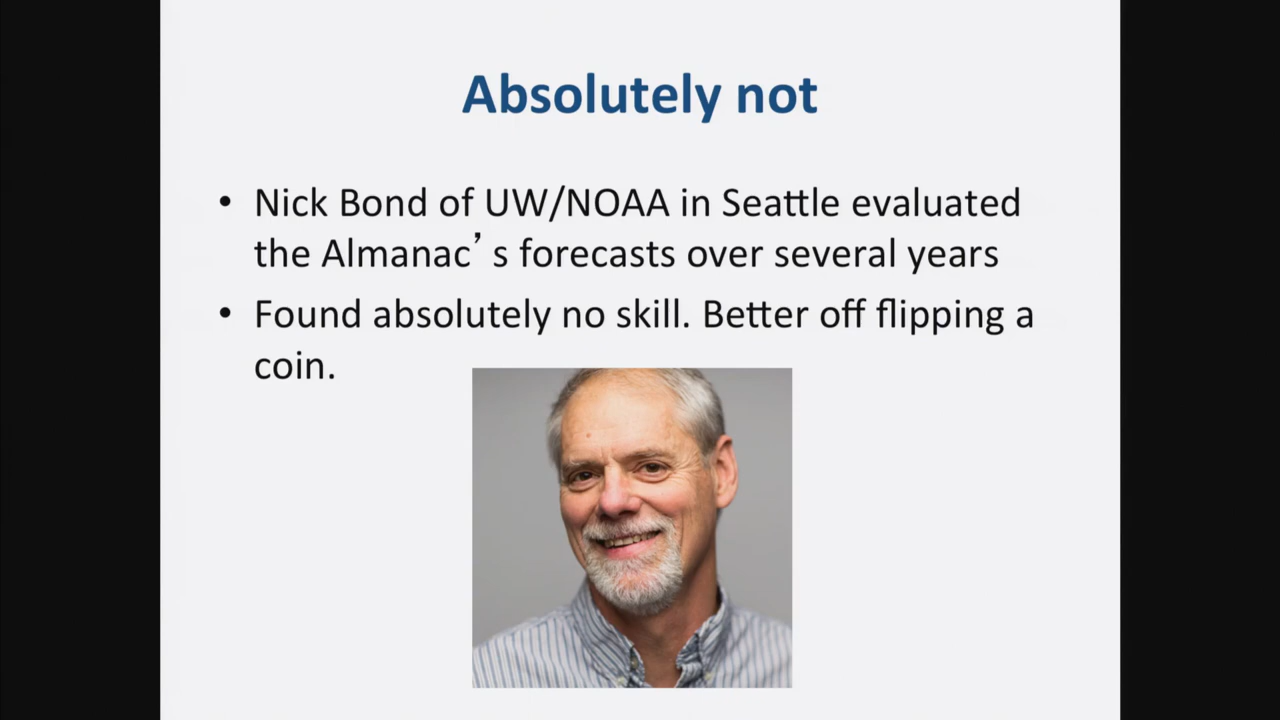 Absolutely not
• Nick Bond of UW/NOAA in Seattle evaluated
the Almanac’ s forecasts over several years
• Found absolutely no skill. Better off flipping a
coin.